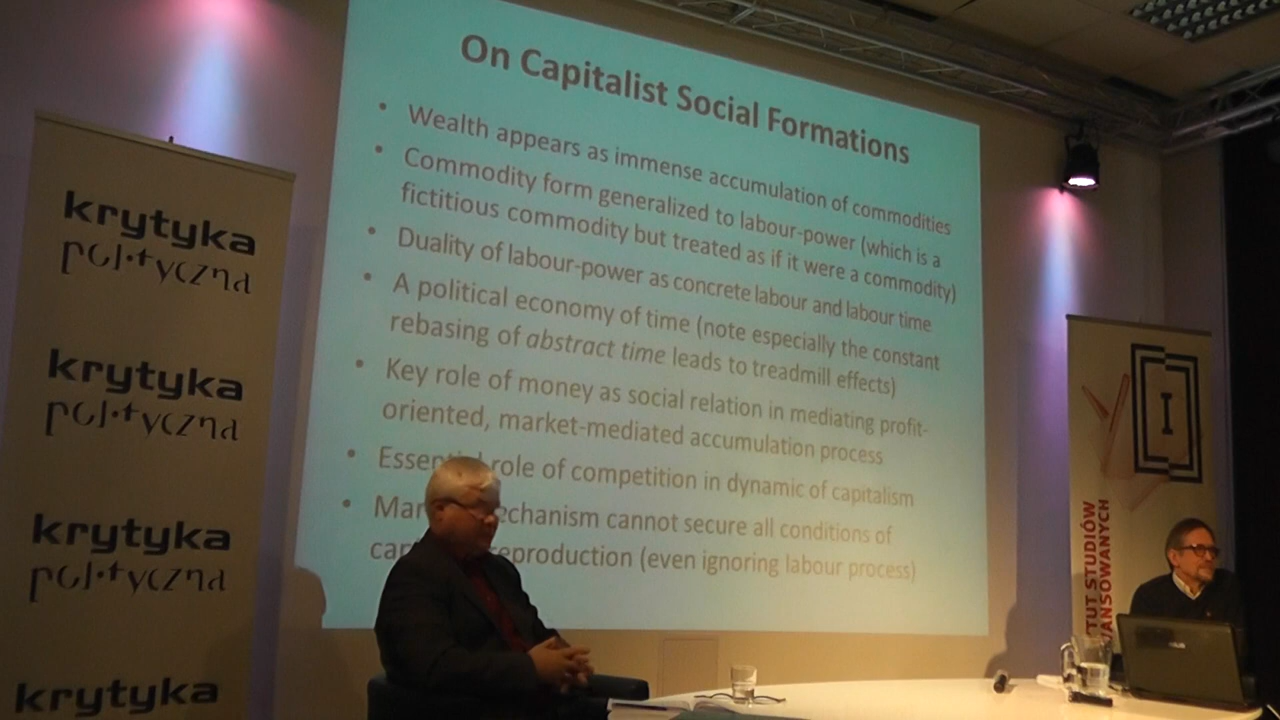 On Capitalist Social Formations
• Wealth appears as immense accumulation of commodities
• Commodity form generalized to labour-power (which is a
fictitious commodity but treated as if it were a commodity)
• Duality of labour-power as concrete labour and labour time
• A political economy of time (note especially the constant
rebasing of abstract time leads to treadmill effects)
• Key role of money as social relation in mediating profit-
oriented, market-mediated accumulation process
• role of competition in dynamic of capitalism
• cannot secure all conditions of
reproduction (even ignoring labour process)
krytyka
polityczna
krytyka
polityczna
krytyka
polityczna
krytyka
I
STUDIÓW